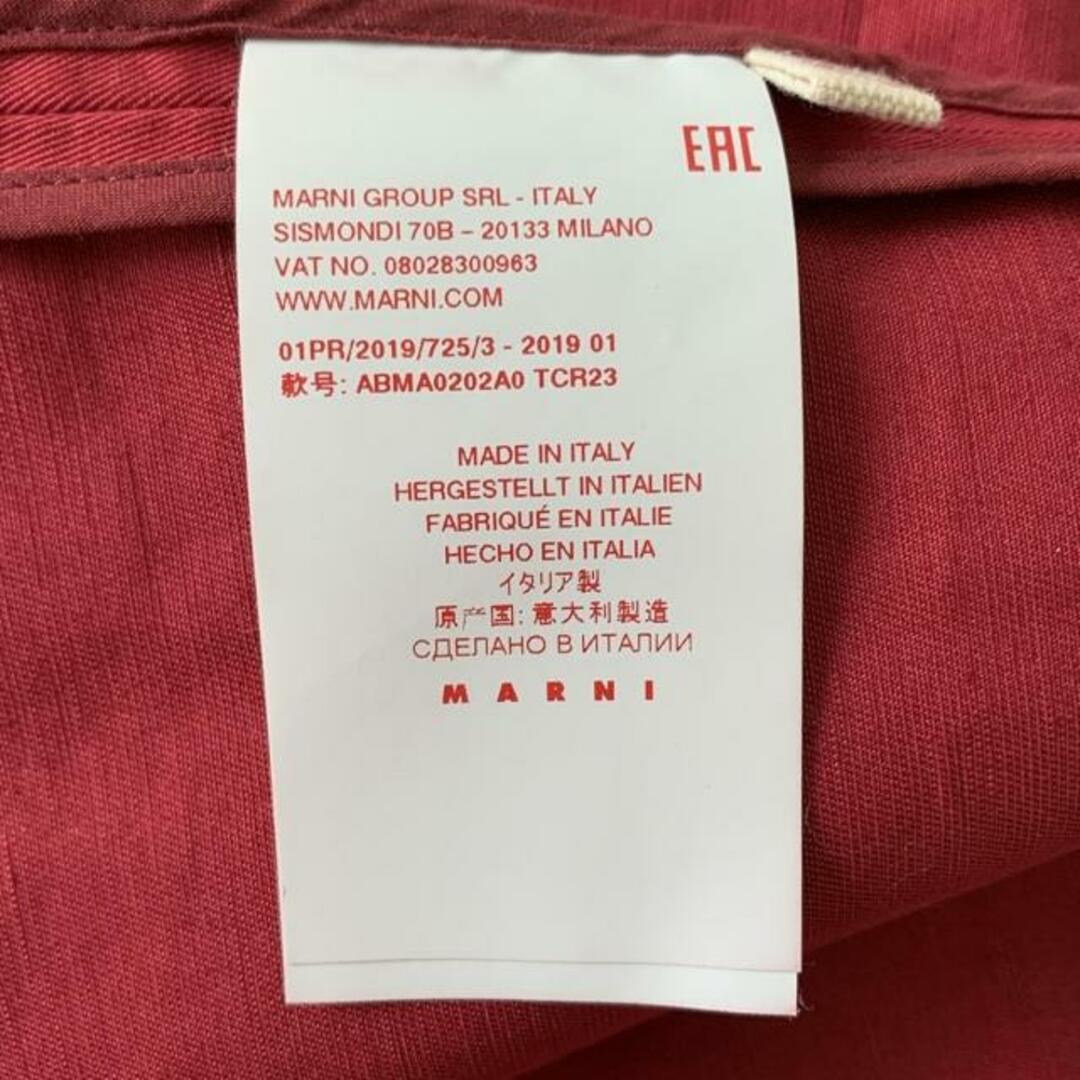 EAC
MARNI GROUP SRL - ITALY
SISMONDI 70B – 20133 MILANO
VAT NO. 08028300963
WWW.MARNI.COM
01PR/2019/725/3 - 2019 01
款号: ABMA0202A0 TCR23
MADE IN ITALY
HERGESTELLT IN ITALIEN
FABRIQUÉ EN ITALIE
HECHO EN ITALIA
イタリア製
原产国: 意大利製造
СДЕЛАНО В ИТАЛИИ
MARNI